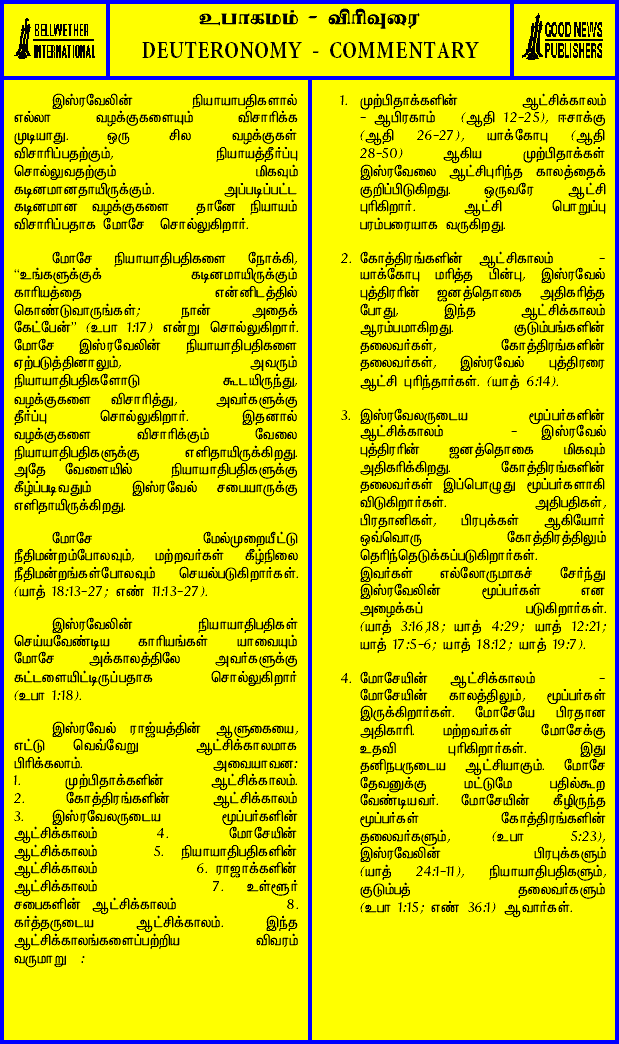 BELLWETHER
INTERNATIONAL
உபாகமம் - விரிவுரை
DEUTERONOMY - COMMENTARY
GOOD NEWS
PUBLISHERS
இஸ்ரவேலின் நியாயாபதிகளால்
எல்லா வழக்குகளையும் விசாரிக்க
முடியாது. ஒரு சில வழக்குகள்
விசாரிப்பதற்கும், நியாயத்தீர்ப்பு
சொல்லுவதற்கும் மிகவும்
கடினமானதாயிருக்கும். அப்படிப்பட்ட
கடினமான வழக்குகளை தானே நியாயம்
விசாரிப்பதாக மோசே சொல்லுகிறார்.
மோசே நியாயாதிபதிகளை நோக்கி,
“உங்களுக்குக் கடினமாயிருக்கும்
காரியத்தை என்னிடத்தில்
கொண்டுவாருங்கள்; நான் அதைக்
கேட்பேன்” (உபா 1:17) என்று சொல்லுகிறார்.
மோசே இஸ்ரவேலின் நியாயாதிபதிகளை
ஏற்படுத்தினாலும், அவரும்
நியாயாதிபதிகளோடு கூடயிருந்து,
வழக்குகளை விசாரித்து, அவர்களுக்கு
தீர்ப்பு சொல்லுகிறார். இதனால்
வழக்குகளை விசாரிக்கும் வேலை
நியாயாதிபதிகளுக்கு எளிதாயிருக்கிறது.
அதே வேளையில் நியாயாதிபதிகளுக்கு
கீழ்ப்படிவதும் இஸ்ரவேல் சபையாருக்கு
எளிதாயிருக்கிறது.
மோசே மேல்முறையீட்டு
நீதிமன்றம்போலவும், மற்றவர்கள் கீழ்நிலை
நீதிமன்றங்கள்போலவும் செயல்படுகிறார்கள்.
(யாத் 18:13-27; எண் 11:13-27).
இஸ்ரவேலின் நியாயாதிபதிகள்
செய்யவேண்டிய காரியங்கள் யாவையும்
மோசே அக்காலத்திலே அவர்களுக்கு
கட்டளையிட்டிருப்பதாக சொல்லுகிறார்
(உபா 1:18).
இஸ்ரவேல் ராஜ்யத்தின் ஆளுகையை,
எட்டு வெவ்வேறு ஆட்சிக்காலமாக
பிரிக்கலாம். அவையாவன:
1. முற்பிதாக்களின் ஆட்சிக்காலம்.
2. கோத்திரங்களின் ஆட்சிக்காலம்
3. இஸ்ரவேலருடைய மூப்பர்களின்
ஆட்சிக்காலம் 4. மோசேயின்
ஆட்சிக்காலம் 5. நியாயாதிபதிகளின்
ஆட்சிக்காலம் 6. ராஜாக்களின்
ஆட்சிக்காலம் 7. உள்ளூர்
சபைகளின் ஆட்சிக்காலம் 8.
கர்த்தருடைய ஆட்சிக்காலம். இந்த
ஆட்சிக்காலங்களைப்பற்றிய விவரம்
வருமாறு :
1. முற்பிதாக்களின் ஆட்சிக்காலம்
- ஆபிரகாம் (ஆதி 12-25), ஈசாக்கு
(ஆதி 26-27), யாக்கோபு (ஆதி
28-50) ஆகிய முற்பிதாக்கள்
இஸ்ரவேலை ஆட்சிபுரிந்த காலத்தைக்
குறிப்பிடுகிறது. ஒருவரே ஆட்சி
புரிகிறார். ஆட்சி பொறுப்பு
பரம்பரையாக வருகிறது.
2. கோத்திரங்களின் ஆட்சிகாலம் -
யாக்கோபு மரித்த பின்பு, இஸ்ரவேல்
புத்திரரின் ஜனத்தொகை அதிகரித்த
போது, இந்த ஆட்சிக்காலம்
ஆரம்பமாகிறது. குடும்பங்களின்
தலைவர்கள், கோத்திரங்களின்
தலைவர்கள், இஸ்ரவேல் புத்திரரை
ஆட்சி புரிந்தார்கள். (யாத் 6:14).
3. இஸ்ரவேலருடைய மூப்பர்களின்
ஆட்சிக்காலம் - இஸ்ரவேல்
புத்திரரின் ஜனத்தொகை மிகவும்
அதிகரிக்கிறது. கோத்திரங்களின்
தலைவர்கள் இப்பொழுது மூப்பர்களாகி
விடுகிறார்கள். அதிபதிகள்,
பிரதானிகள், பிரபுக்கள் ஆகியோர்
ஒவ்வொரு கோத்திரத்திலும்
தெரிந்தெடுக்கப்படுகிறார்கள்.
இவர்கள் எல்லோருமாகச் சேர்ந்து
இஸ்ரவேலின் மூப்பர்கள் என
அழைக்கப் படுகிறார்கள்.
(யாத் 3:16,18; யாத் 4:29; யாத் 12:21;
யாத் 17:5-6; யாத் 18:12; யாத் 19:7).
4. மோசேயின் ஆட்சிக்காலம் -
மோசேயின் காலத்திலும், மூப்பர்கள்
இருக்கிறார்கள். மோசேயே பிரதான
அதிகாரி. மற்றவர்கள் மோசேக்கு
உதவி புரிகிறார்கள். இது
தனிநபருடைய ஆட்சியாகும். மோசே
தேவனுக்கு மட்டுமே பதில்கூற
வேண்டியவர். மோசேயின் கீழிருந்த
மூப்பர்கள் கோத்திரங்களின்
தலைவர்களும், (உபா 5:23),
இஸ்ரவேலின் பிரபுக்களும்
(யாத் 24:1-11), நியாயாதிபதிகளும்,
குடும்பத் தலைவர்களும்
(உபா 1:15; எண் 36:1) ஆவார்கள்.